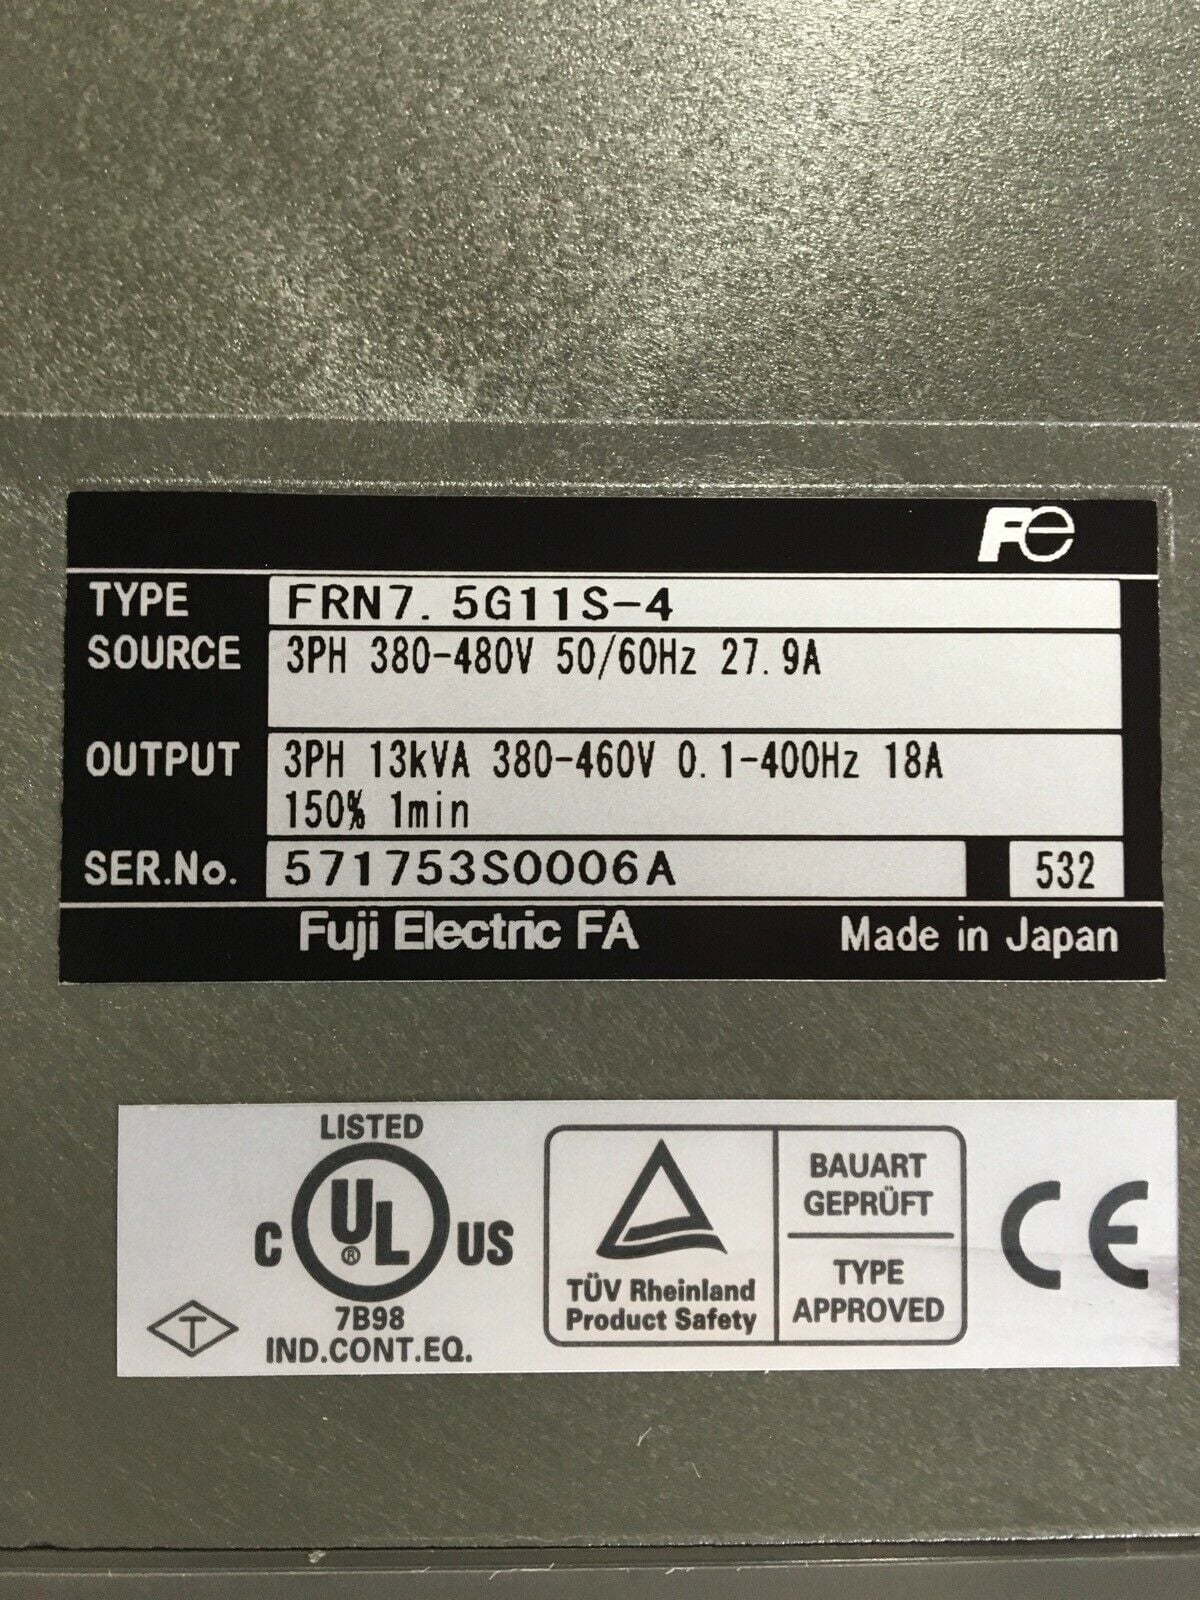 Fe
TYPE FRN7.5G11S-4
SOURCE 3PH 380-480V 50/60Hz 27.9A
OUTPUT 3PH 13kVA 380-460V 0.1-400Hz 18A
150% 1min
SER.No. 571753S0006A 532
Fuji Electric FA Made in Japan
LISTED
C UL® US
7B98
IND.CONT.EQ.
T
TÜV Rheinland
Product Safety
BAUART
GEPRÜFT
TYPE
APPROVED
CE